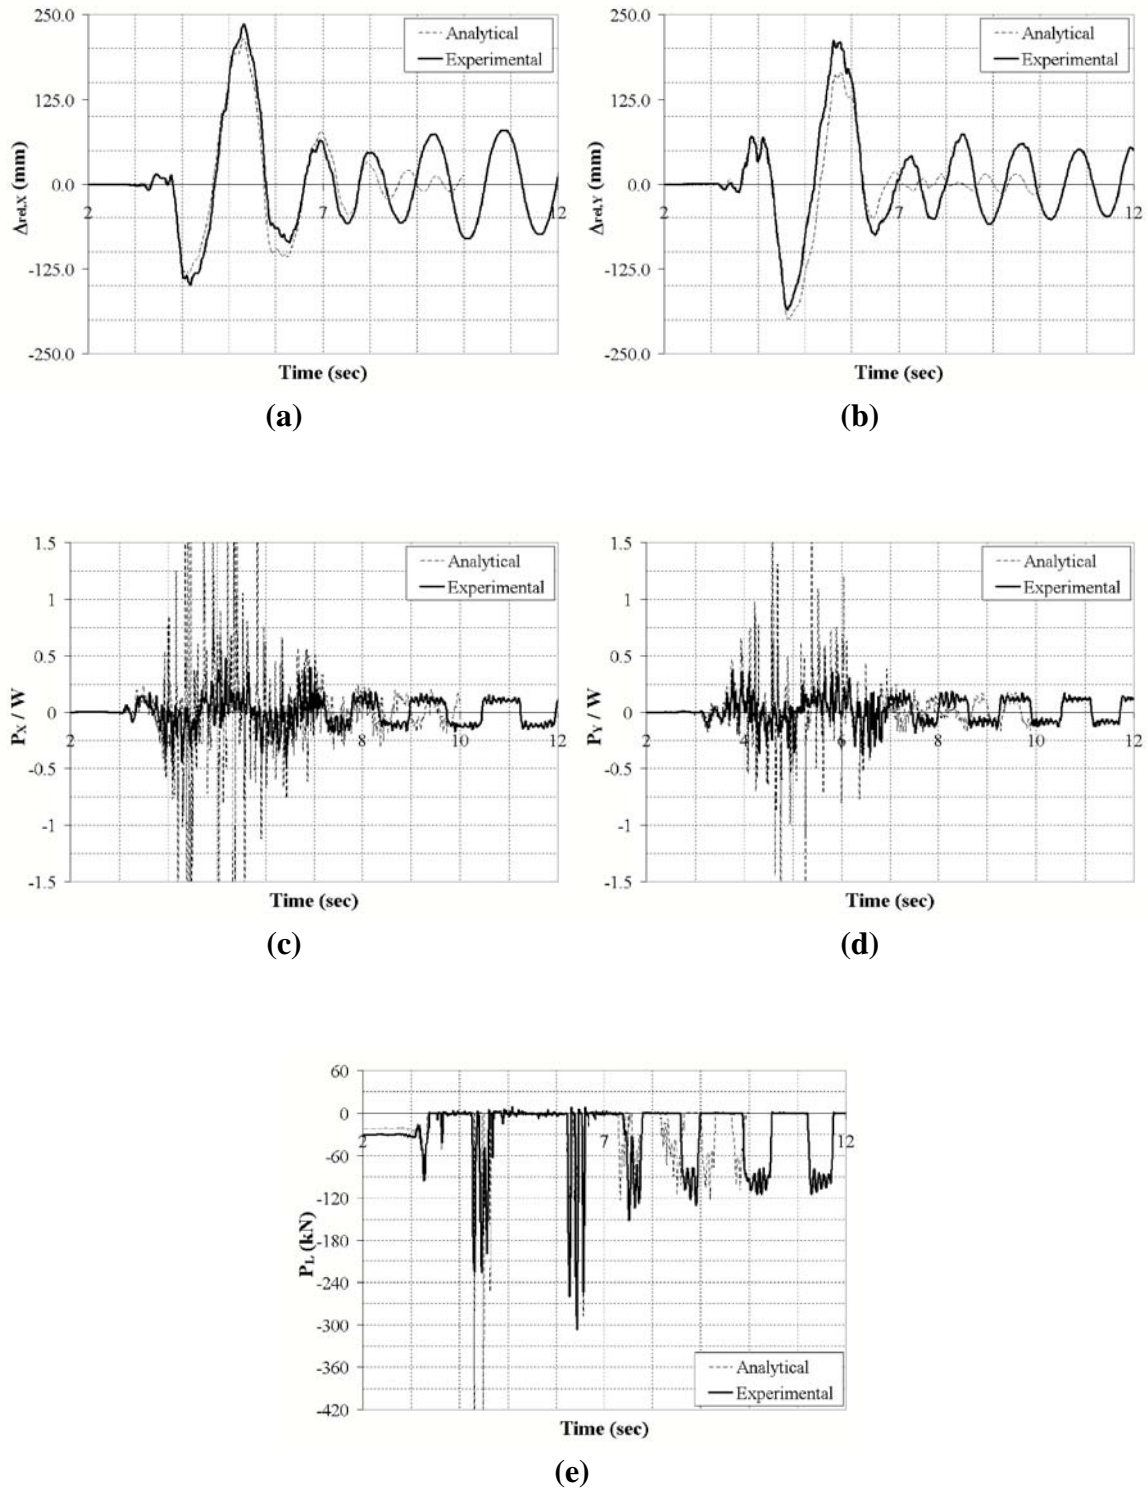 250.0
Analytical
Experimental
125.0
0.0
2 7 12
-125.0
-250.0
Δrel,X (mm)
Time (sec)
(a)
250.0
Analytical
Experimental
125.0
0.0
2 7 12
-125.0
-250.0
Δrel,Y (mm)
Time (sec)
(b)
1.5
Analytical
Experimental
1
0.5
0
2 8 10 12
-0.5
-1
-1.5
PX / W
Time (sec)
(c)
1.5
Analytical
Experimental
1
0.5
0
2 4 6 8 10 12
-0.5
-1
-1.5
PY / W
Time (sec)
(d)
60
0
2 7 12
-60
-120
-180
-240
-300
-360
-420
PL (kN)
Analytical
Experimental
Time (sec)
(e)